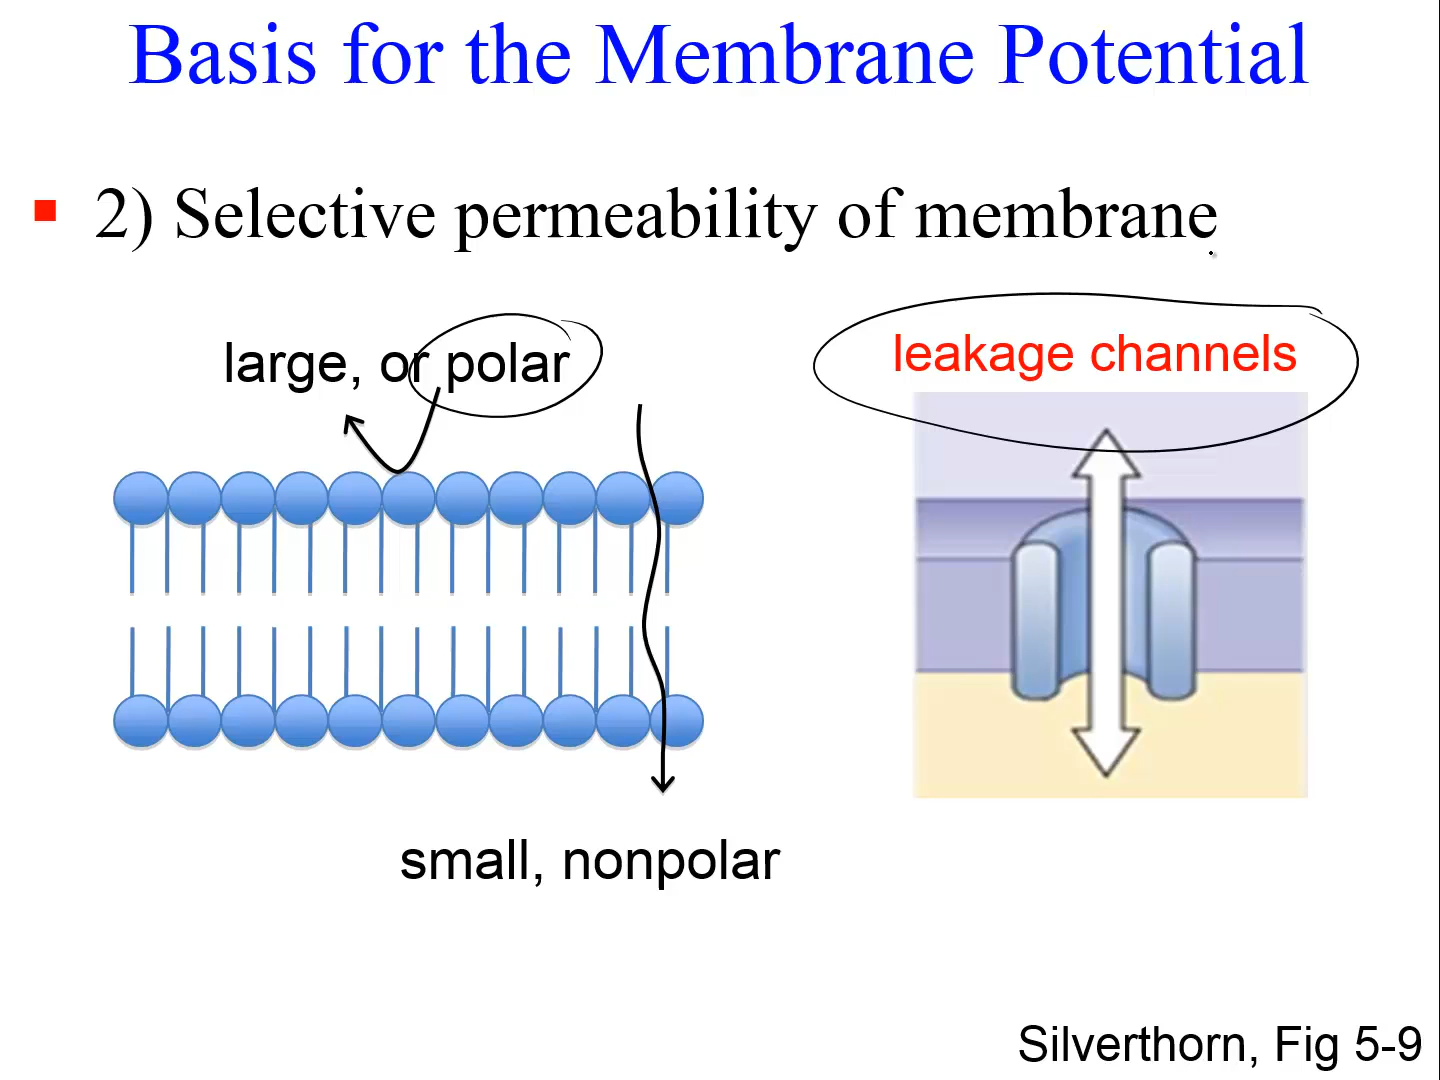 Basis for the Membrane Potential
2) Selective permeability of membrane
large, or polar
leakage channels
small, nonpolar
Silverthorn, Fig 5-9